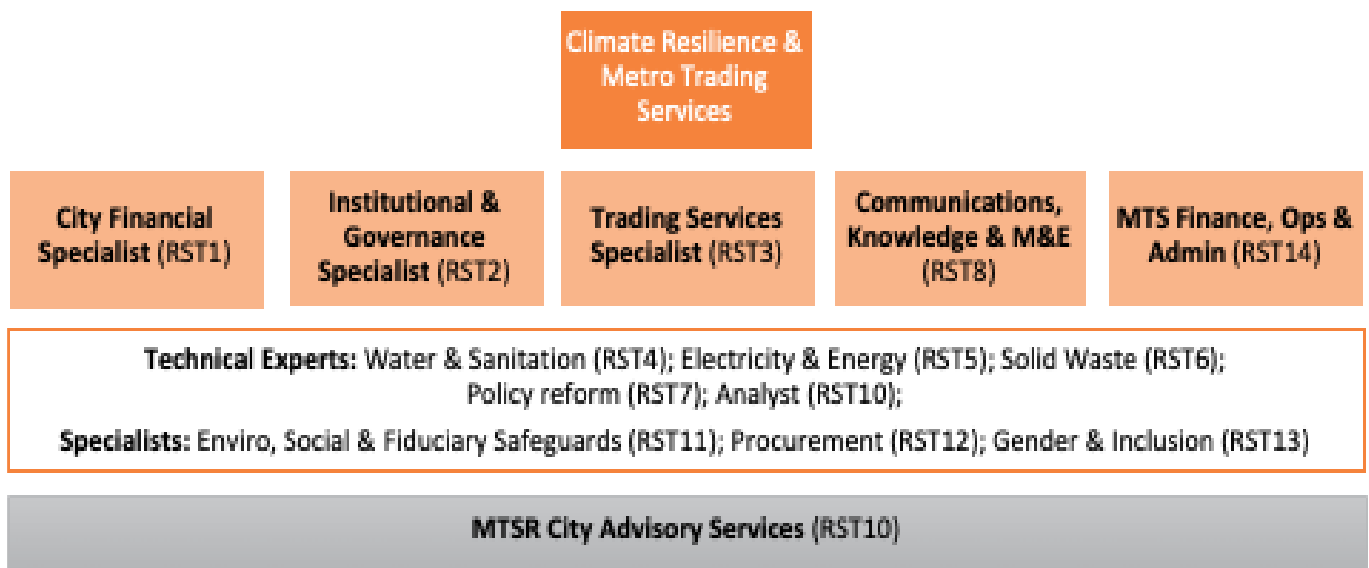 Climate Resilience &
Metro Trading
Services
City Financial
Specialist (RST1)
Institutional &
Governance
Specialist (RST2)
Trading Services
Specialist (RST3)
Communications,
Knowledge & M&E
(RST8)
MTS Finance, Ops &
Admin (RST14)
Technical Experts: Water & Sanitation (RST4); Electricity & Energy (RST5); Solid Waste (RST6);
Policy reform (RST7); Analyst (RST10);
Specialists: Enviro, Social & Fiduciary Safeguards (RST11); Procurement (RST12); Gender & Inclusion (RST13)
MTSR City Advisory Services (RST10)